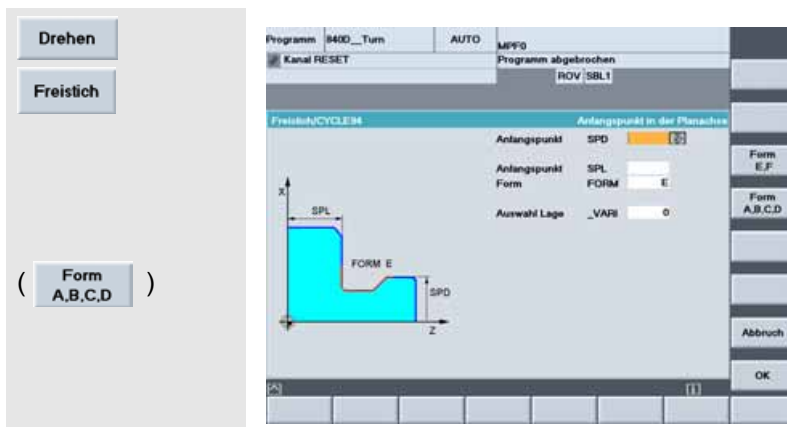 Drehen
Freistich
( Form
A,B,C,D )
Programm 840D__Turn AUTO MPF0
Kanal RESET Programm abgebrochen
ROV SBL1
Freistich/CYCLE94 Anfangspunkt in der Planachse
Anfangspunkt SPD
Anfangspunkt SPL
Form FORM E
Auswahl Lage _VARI 0
X
SPL
FORM E
SPD
Z
Form
E,F
Form
A,B,C,D
Abbruch
OK